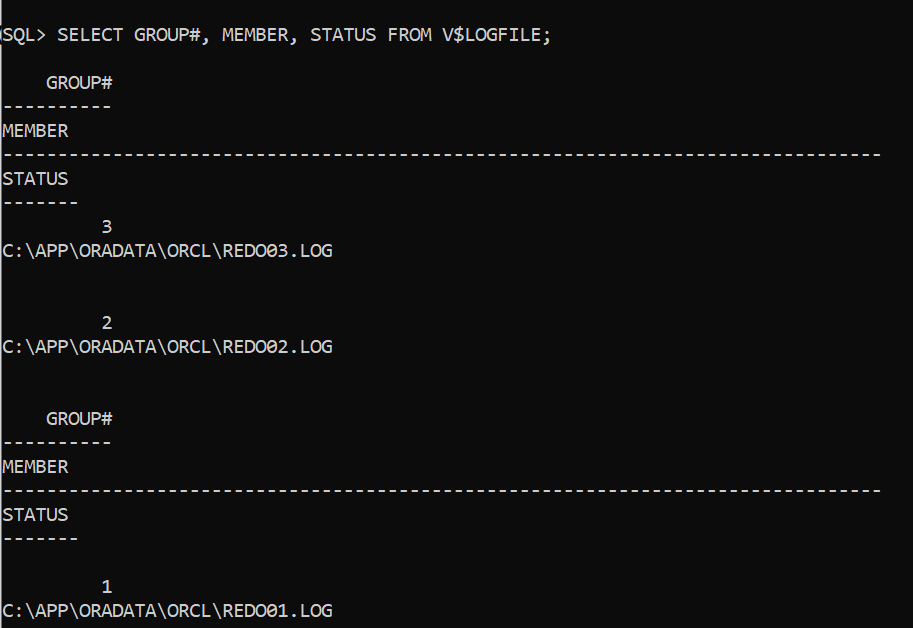 SQL> SELECT GROUP#, MEMBER, STATUS FROM V$LOGFILE;
GROUP#
----------
MEMBER
--------------------------------------------------------------------------------
STATUS
-------
3
C:\APP\ORADATA\ORCL\REDO03.LOG
2
C:\APP\ORADATA\ORCL\REDO02.LOG
GROUP#
----------
MEMBER
--------------------------------------------------------------------------------
STATUS
-------
1
C:\APP\ORADATA\ORCL\REDO01.LOG